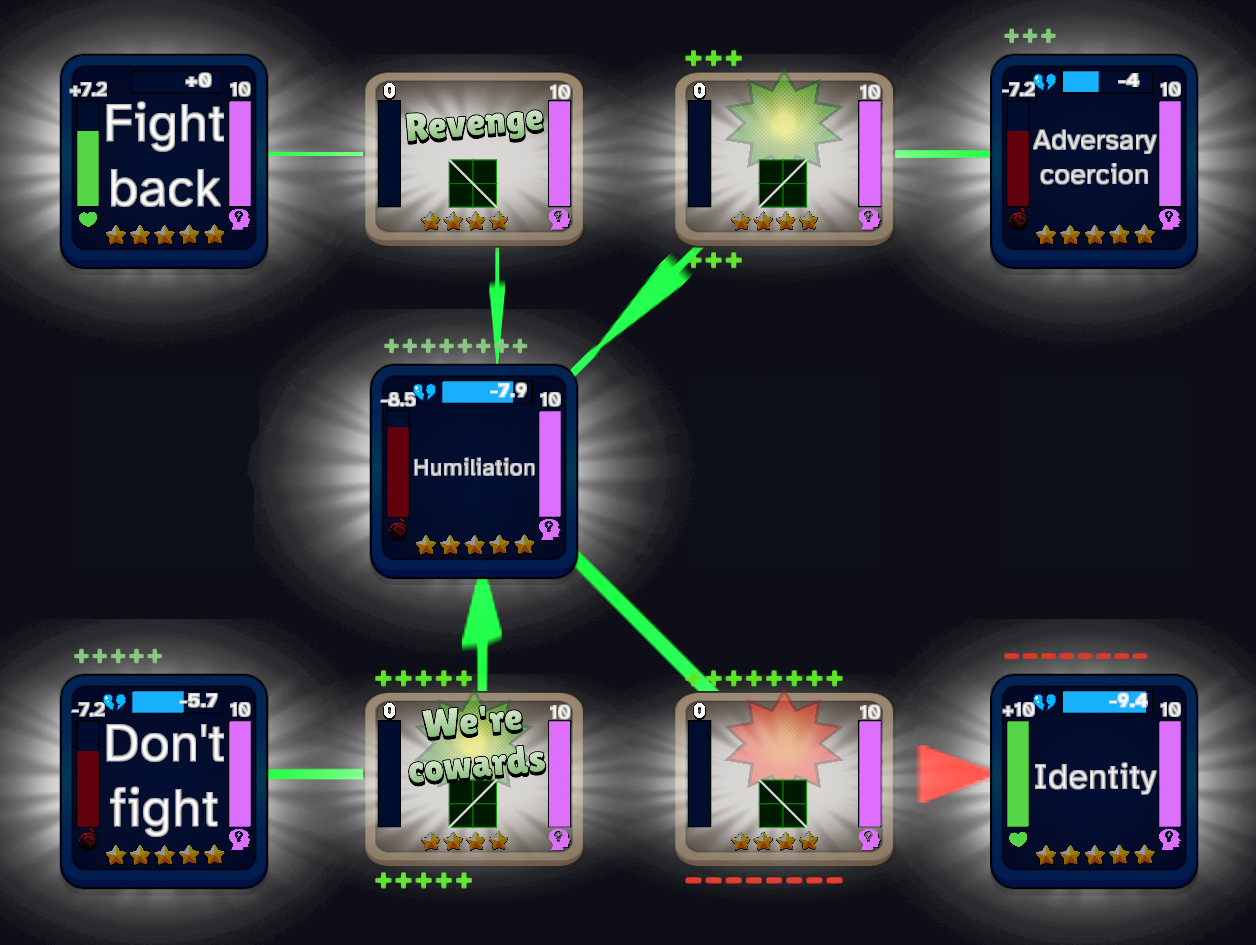 +++
+++
+7.2 +0 10
Fight
back
0 10
Revenge
0 10
-7.2 -4 10
Adversary
coercion
+++
++++++++
-8.5 -7.9 10
Humiliation
+++++
-7.2 -5.7 10
Don't
fight
+++++
0 10
We're
cowards
+++++
+++++++++
0 10
---------
--------
+10 -9.4 10
Identity